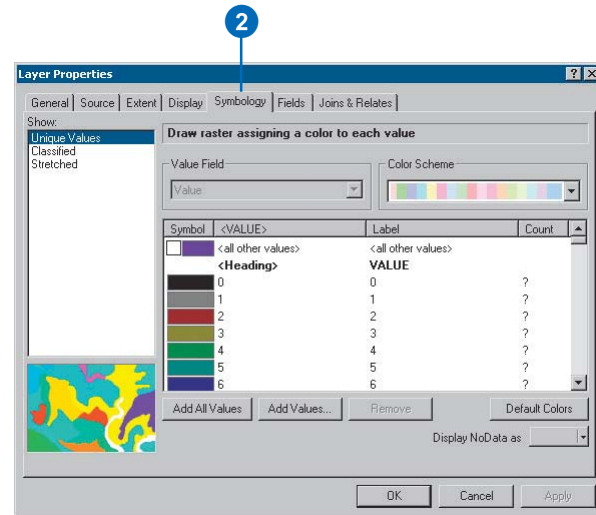 2
Layer Properties
? X
General Source Extent Display Symbology Fields Joins & Relates
Show:
Unique Values
Classified
Stretched
Draw raster assigning a color to each value
Value Field
Value
Color Scheme
Symbol <VALUE> Label Count
<all other values> <all other values>
<Heading> VALUE
0 0 ?
1 1 ?
2 2 ?
3 3 ?
4 4 ?
5 5 ?
6 6 ?
Add All Values Add Values... Remove Default Colors
Display NoData as
OK Cancel Apply